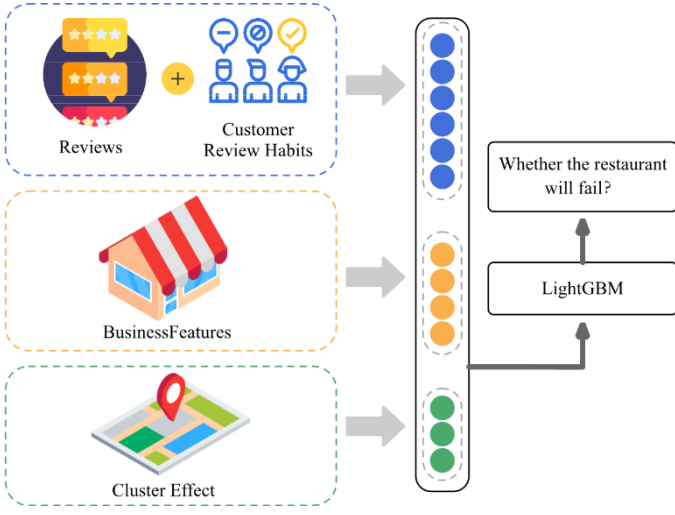 Reviews
+
Customer
Review Habits
BusinessFeatures
Cluster Effect
Whether the restaurant
will fail?
LightGBM